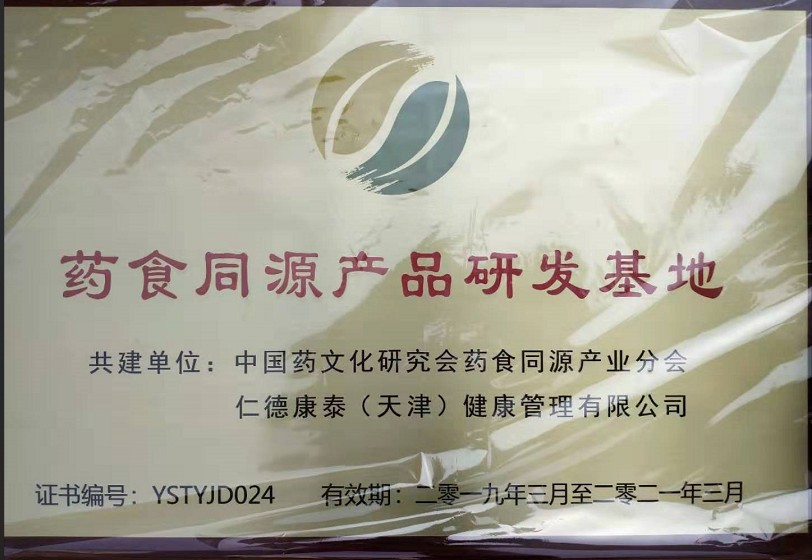 药食同源产品研发基地
共建单位：中国药文化研究会药食同源产业分会
仁德康泰（天津）健康管理有限公司
证书编号：YSTYJD024 有效期：二零一九年三月至二零二一年三月